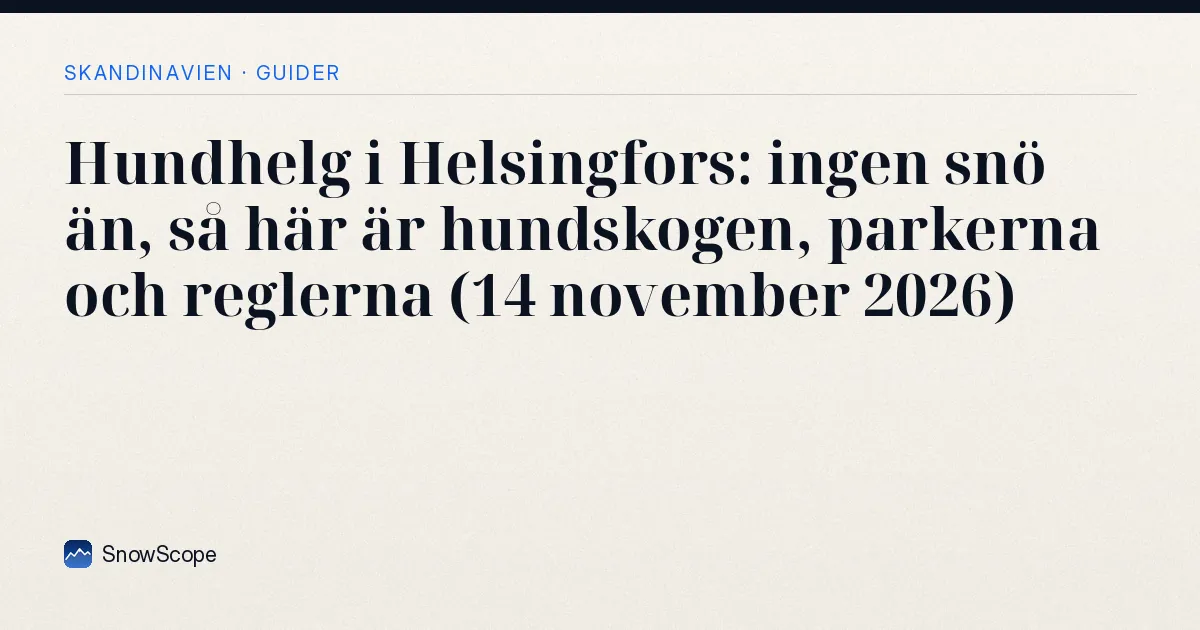 SKANDINAVIEN · GUIDER
Hundhelg i Helsingfors: ingen snö
än, så här är hundskogen, parkerna
och reglerna (14 november 2026)
SnowScope